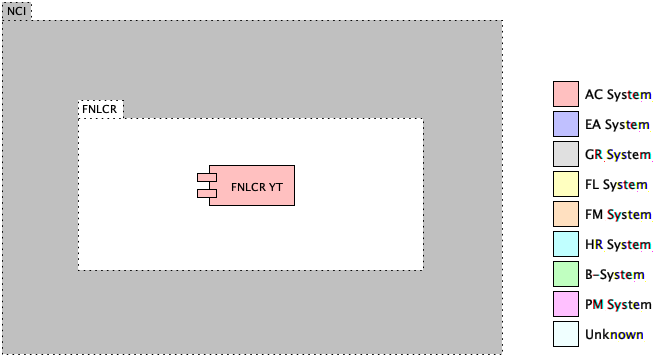 NCI
FNLCR
FNLCR YT
AC System
EA System
GR System
FL System
FM System
HR System
B-System
PM System
Unknown